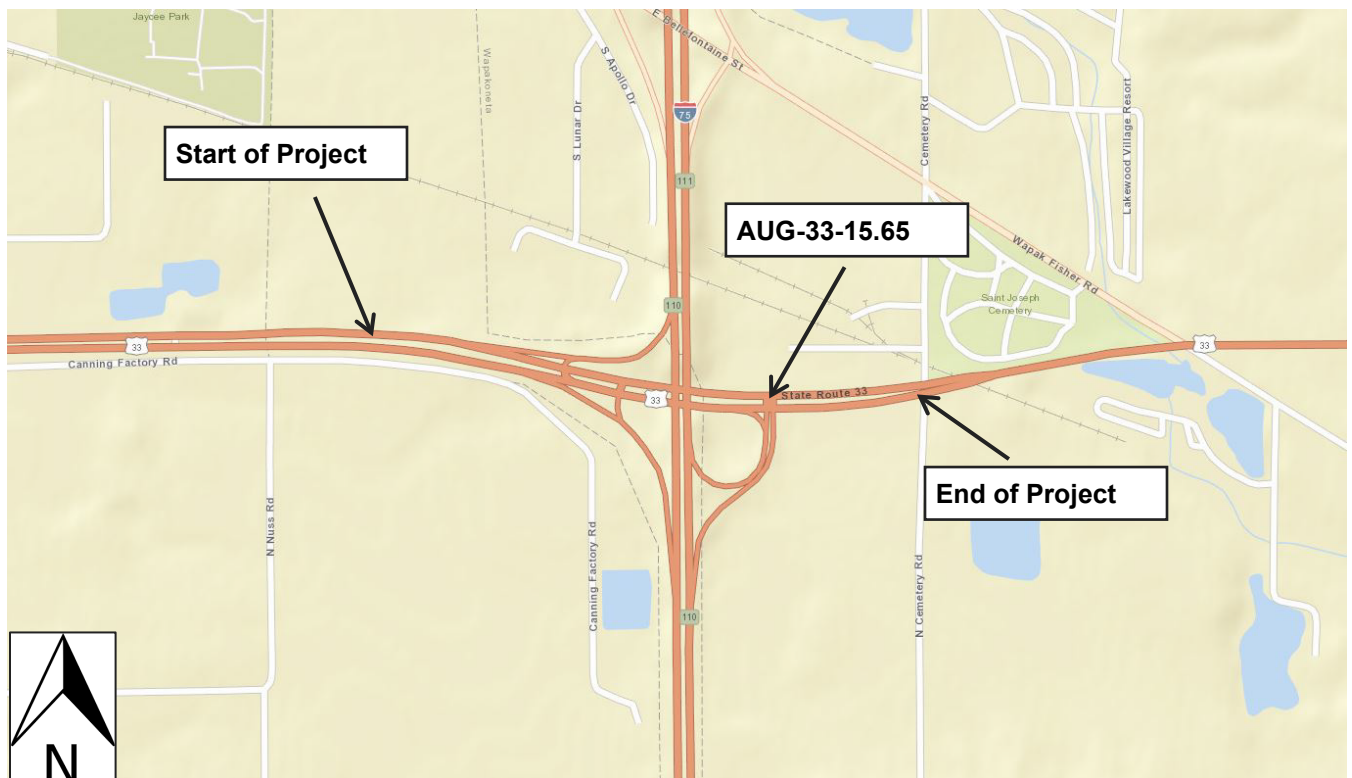 Jaycee Park
E Bellefontaine St
Wapakoneta
S Apollo Dr
S Lunar Dr
75
Cemetery Rd
Lakewood Village Resort
Start of Project
111
AUG-33-15.65
Wapak Fisher Rd
Saint Joseph
Cemetery
110
33
33
Canning Factory Rd
State Route 33
33
End of Project
N Nuss Rd
Canning Factory Rd
N Cemetery Rd
110
N